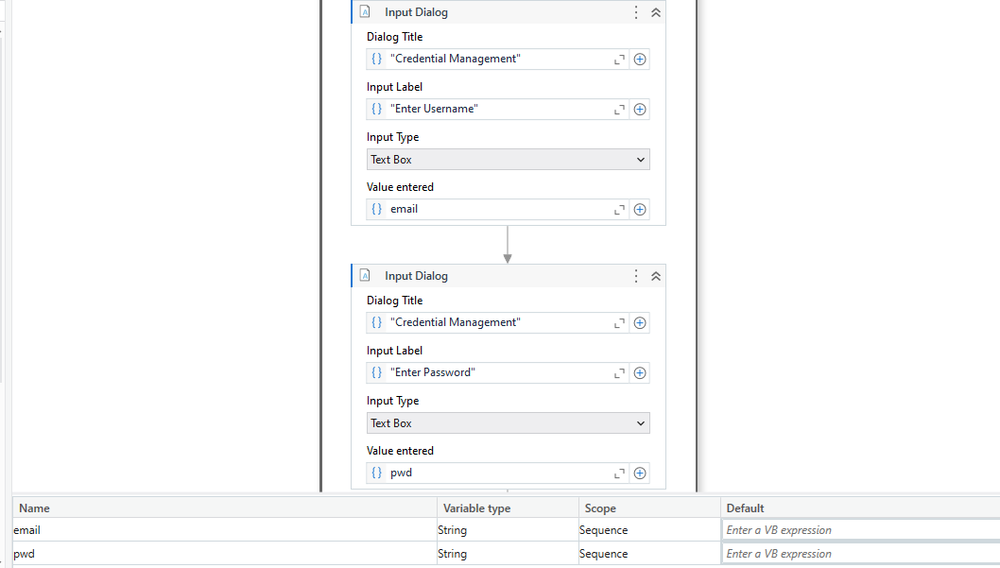 Input Dialog
Dialog Title
"Credential Management"
Input Label
"Enter Username"
Input Type
Text Box
Value entered
email
Input Dialog
Dialog Title
"Credential Management"
Input Label
"Enter Password"
Input Type
Text Box
Value entered
pwd
Name Variable type Scope Default
email String Sequence Enter a VB expression
pwd String Sequence Enter a VB expression